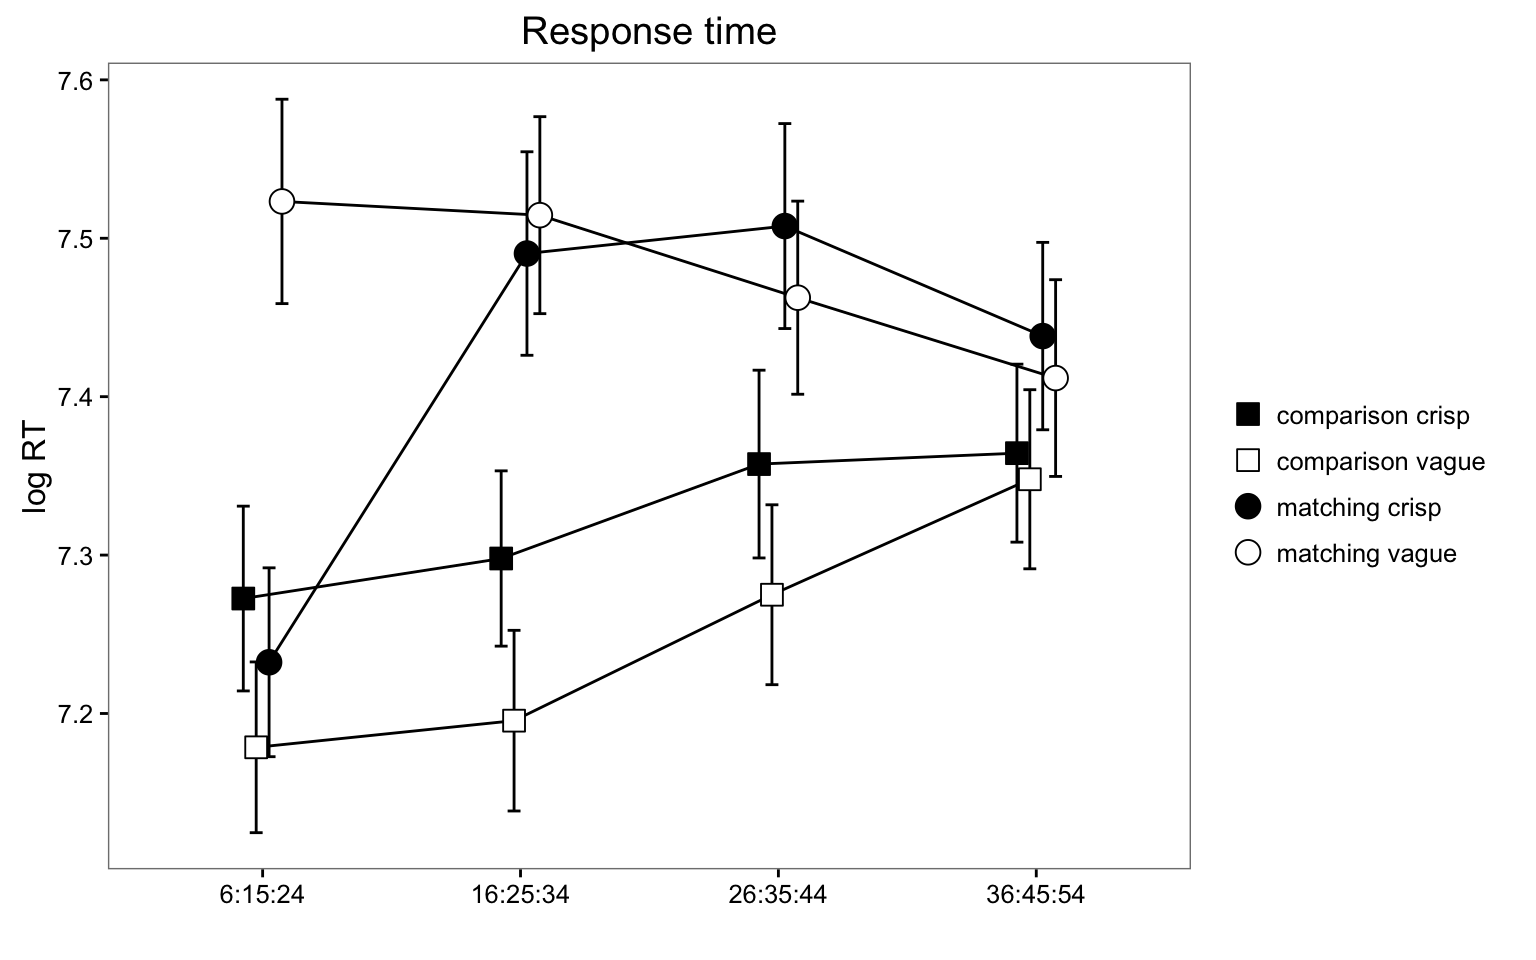 Response time
7.6
7.5
7.4
7.3
7.2
log RT
6:15:24
16:25:34
26:35:44
36:45:54
comparison crisp
comparison vague
matching crisp
matching vague